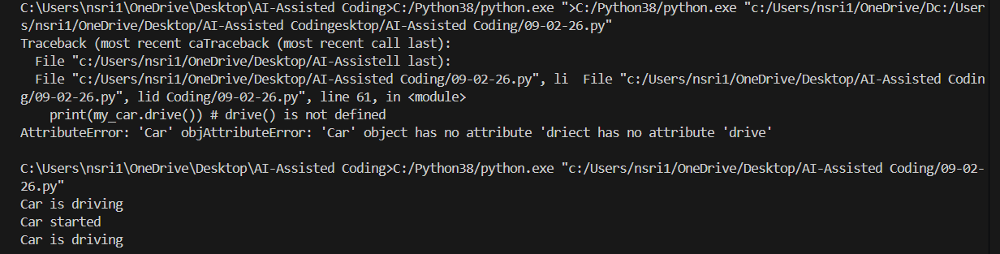 C:\Users\nsri1\OneDrive\Desktop\AI-Assisted Coding>C:/Python38/python.exe ">C:/Python38/python.exe "c:/Users/nsri1/OneDrive/Dc:/User
s/nsri1/OneDrive/Desktop/AI-Assisted Codingesktop/AI-Assisted Coding/09-02-26.py"
Traceback (most recent caTraceback (most recent call last):
  File "c:/Users/nsri1/OneDrive/Desktop/AI-Assistell last):
  File "c:/Users/nsri1/OneDrive/Desktop/AI-Assisted Coding/09-02-26.py", li  File "c:/Users/nsri1/OneDrive/Desktop/AI-Assisted Codin
g/09-02-26.py", lid Coding/09-02-26.py", line 61, in <module>
    print(my_car.drive()) # drive() is not defined
AttributeError: 'Car' objAttributeError: 'Car' object has no attribute 'driect has no attribute 'drive'
C:\Users\nsri1\OneDrive\Desktop\AI-Assisted Coding>C:/Python38/python.exe "c:/Users/nsri1/OneDrive/Desktop/AI-Assisted Coding/09-02-
26.py"
Car is driving
Car started
Car is driving